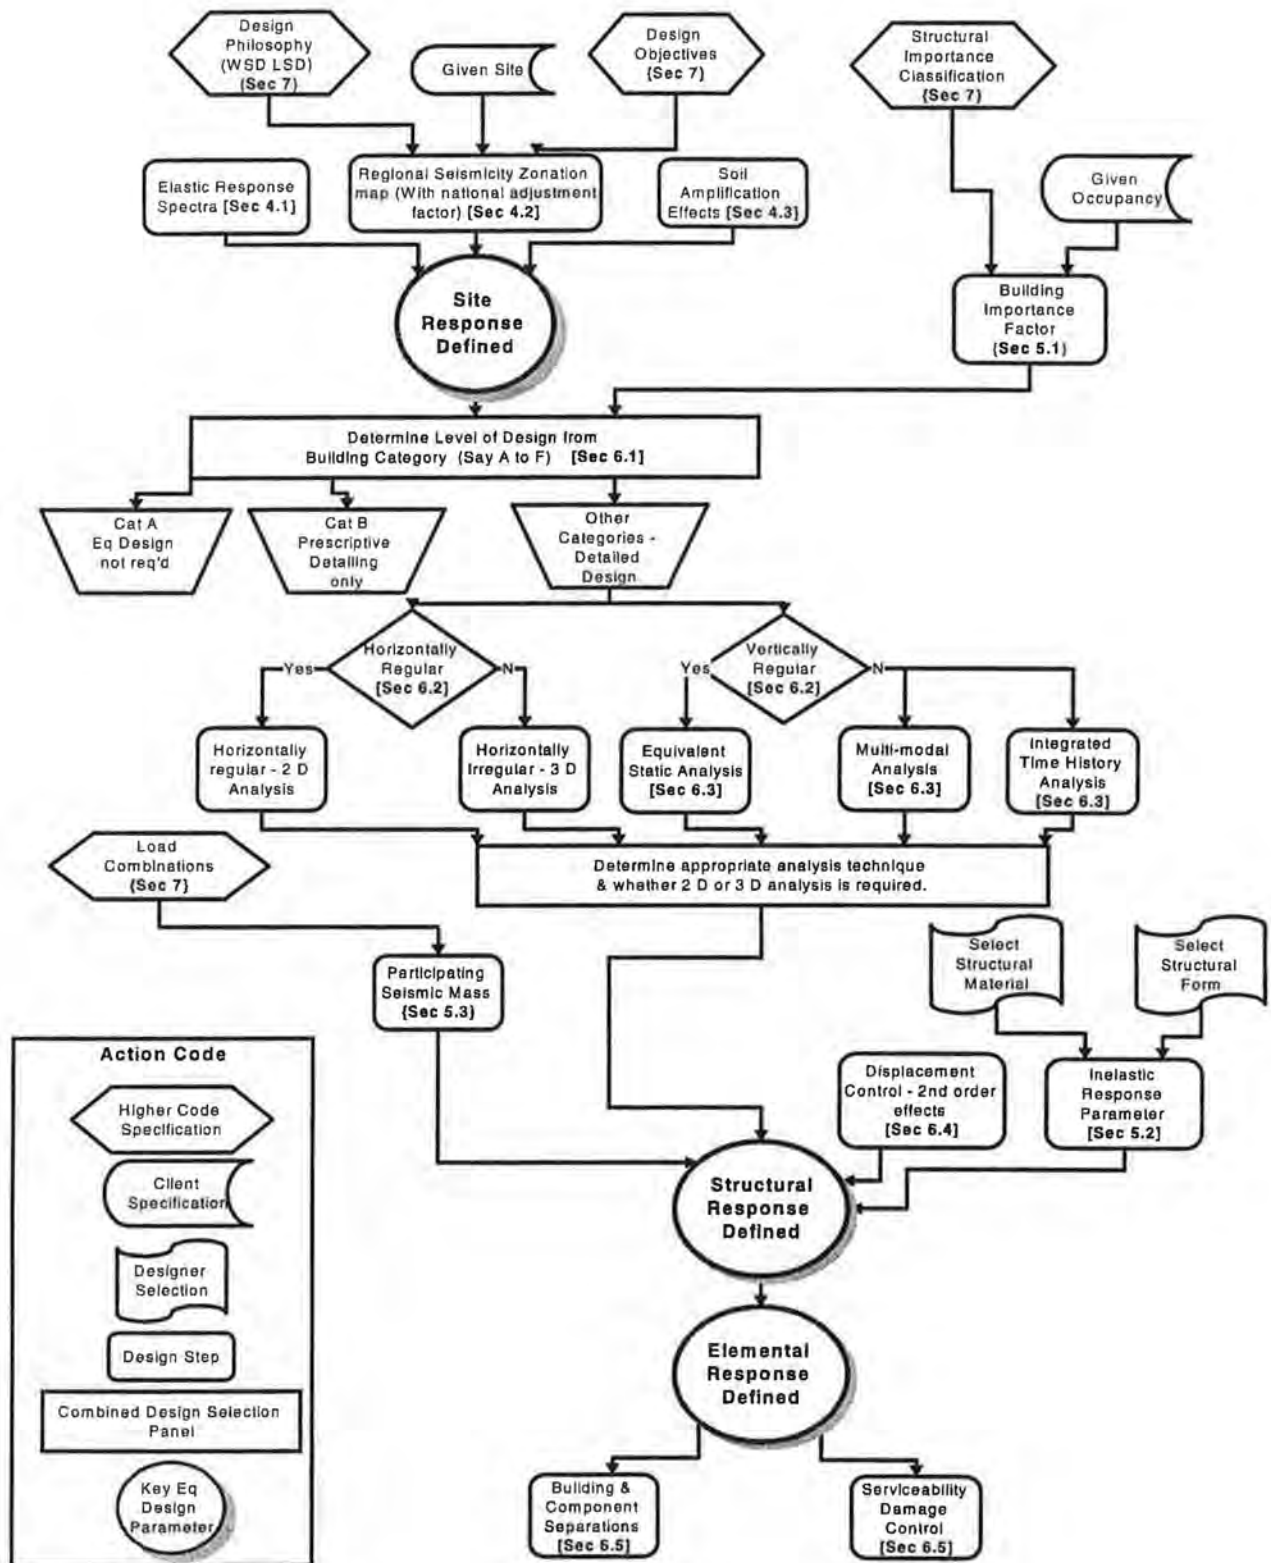 Design
Philosophy
(WSD LSD)
(Sec 7)
Given Site
Design
Objectives
{Sec 7}
Structural
Importance
Classification
{Sec 7}
Elastic Response
Spectra [Sec 4.1]
Regional Seismicity Zonation
map (With national adjustment
factor) [Sec 4.2]
Soil
Amplification
Effects [Sec 4.3]
Given
Occupancy
Site
Response
Defined
Building
Importance
Factor
{Sec 5.1}
Determine Level of Design from
Building Category (Say A to F) [Sec 6.1]
Cat A
Eq Design
not req'd
Cat B
Prescriptive
Detailing
only
Other
Categories -
Detailed
Design
Yes
Horizontally
Regular
[Sec 6.2]
N
Yes
Vertically
Regular
[Sec 6.2]
N
Horizontally
regular - 2 D
Analysis
Horizontally
Irregular - 3 D
Analysis
Equivalent
Static Analysis
[Sec 6.3]
Multi-modal
Analysis
[Sec 6.3]
Integrated
Time History
Analysis
[Sec 6.3]
Load
Combinations
{Sec 7}
Determine appropriate analysis technique
& whether 2 D or 3 D analysis is required.
Participating
Seismic Mass
{Sec 5.3}
Select
Structural
Material
Select
Structural
Form
Displacement
Control - 2nd order
effects
[Sec 6.4]
Inelastic
Response
Parameter
[Sec 5.2]
Structural
Response
Defined
Elemental
Response
Defined
Building &
Component
Separations
[Sec 6.5]
Serviceability
Damage
Control
[Sec 6.5]
Action Code
Higher Code
Specification
Client
Specification
Designer
Selection
Design Step
Combined Design Selection
Panel
Key Eq
Design
Parameter